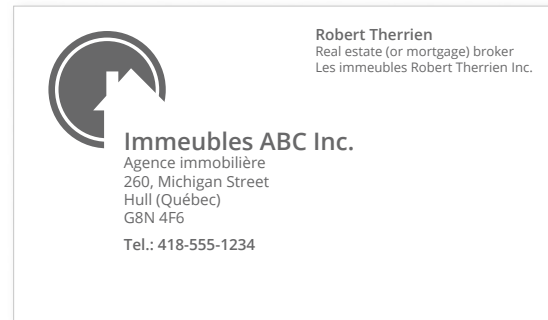 Robert Therrien
Real estate (or mortgage) broker
Les immeubles Robert Therrien Inc.
Immeubles ABC Inc.
Agence immobilière
260, Michigan Street
Hull (Québec)
G8N 4F6
Tel.: 418-555-1234